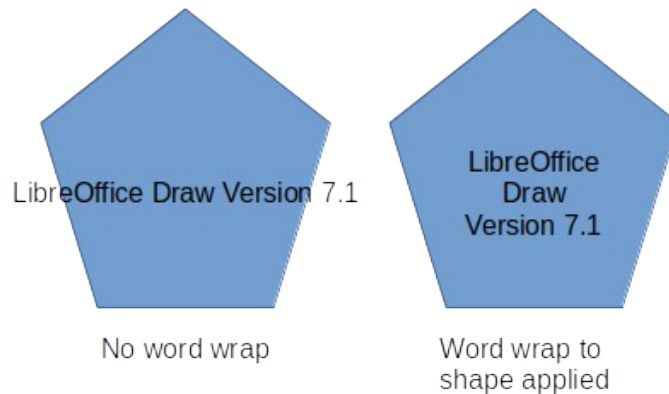 LibreOffice Draw Version 7.1
LibreOffice
Draw
Version 7.1
No word wrap
Word wrap to
shape applied